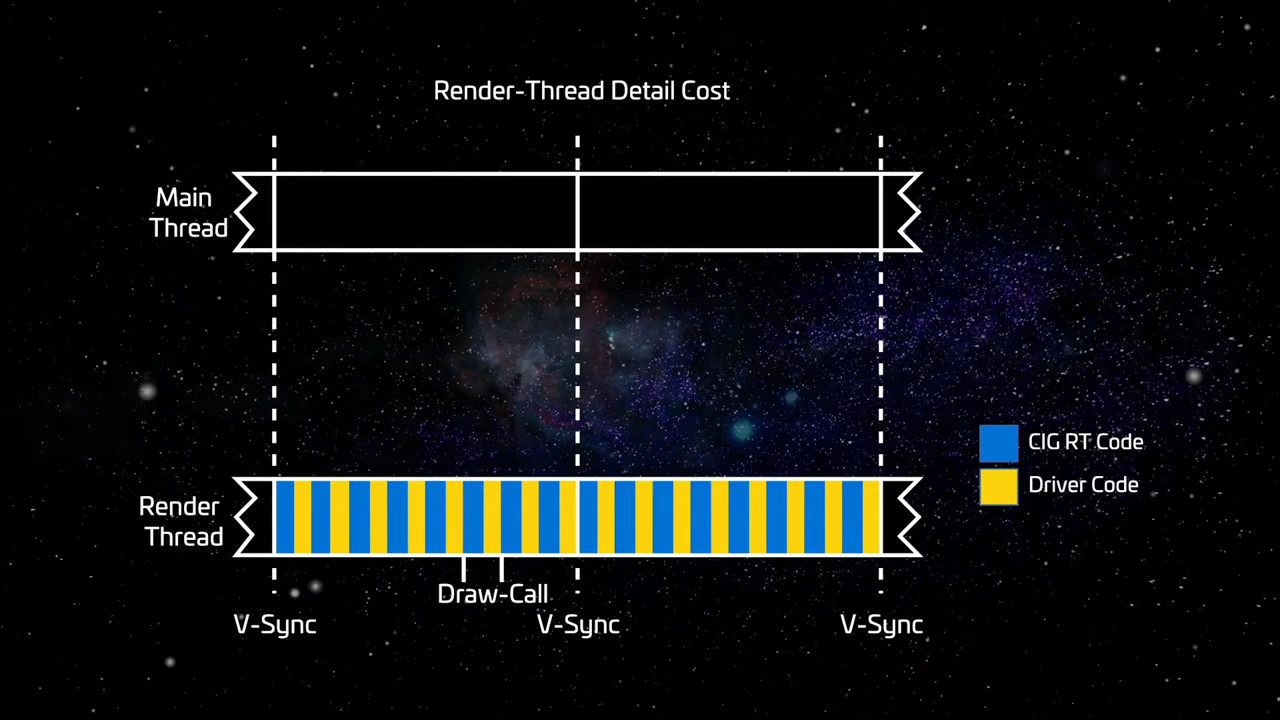 Render-Thread Detail Cost
Main
Thread
CIG RT Code
Driver Code
Render
Thread
Draw-Call
V-Sync
V-Sync
V-Sync